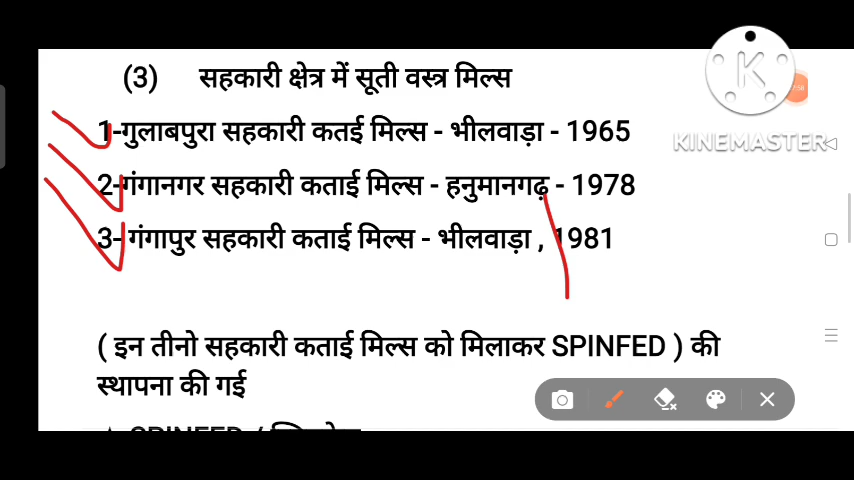 (3) सहकारी क्षेत्र में सूती वस्त्र मिल्स
1-गुलाबपुरा सहकारी कतई मिल्स - भीलवाड़ा - 1965
2-गंगानगर सहकारी कताई मिल्स - हनुमानगढ़ - 1978
3- गंगापुर सहकारी कताई मिल्स - भीलवाड़ा , 1981
( इन तीनो सहकारी कताई मिल्स को मिलाकर SPINFED ) की
स्थापना की गई
K
KINEMASTER